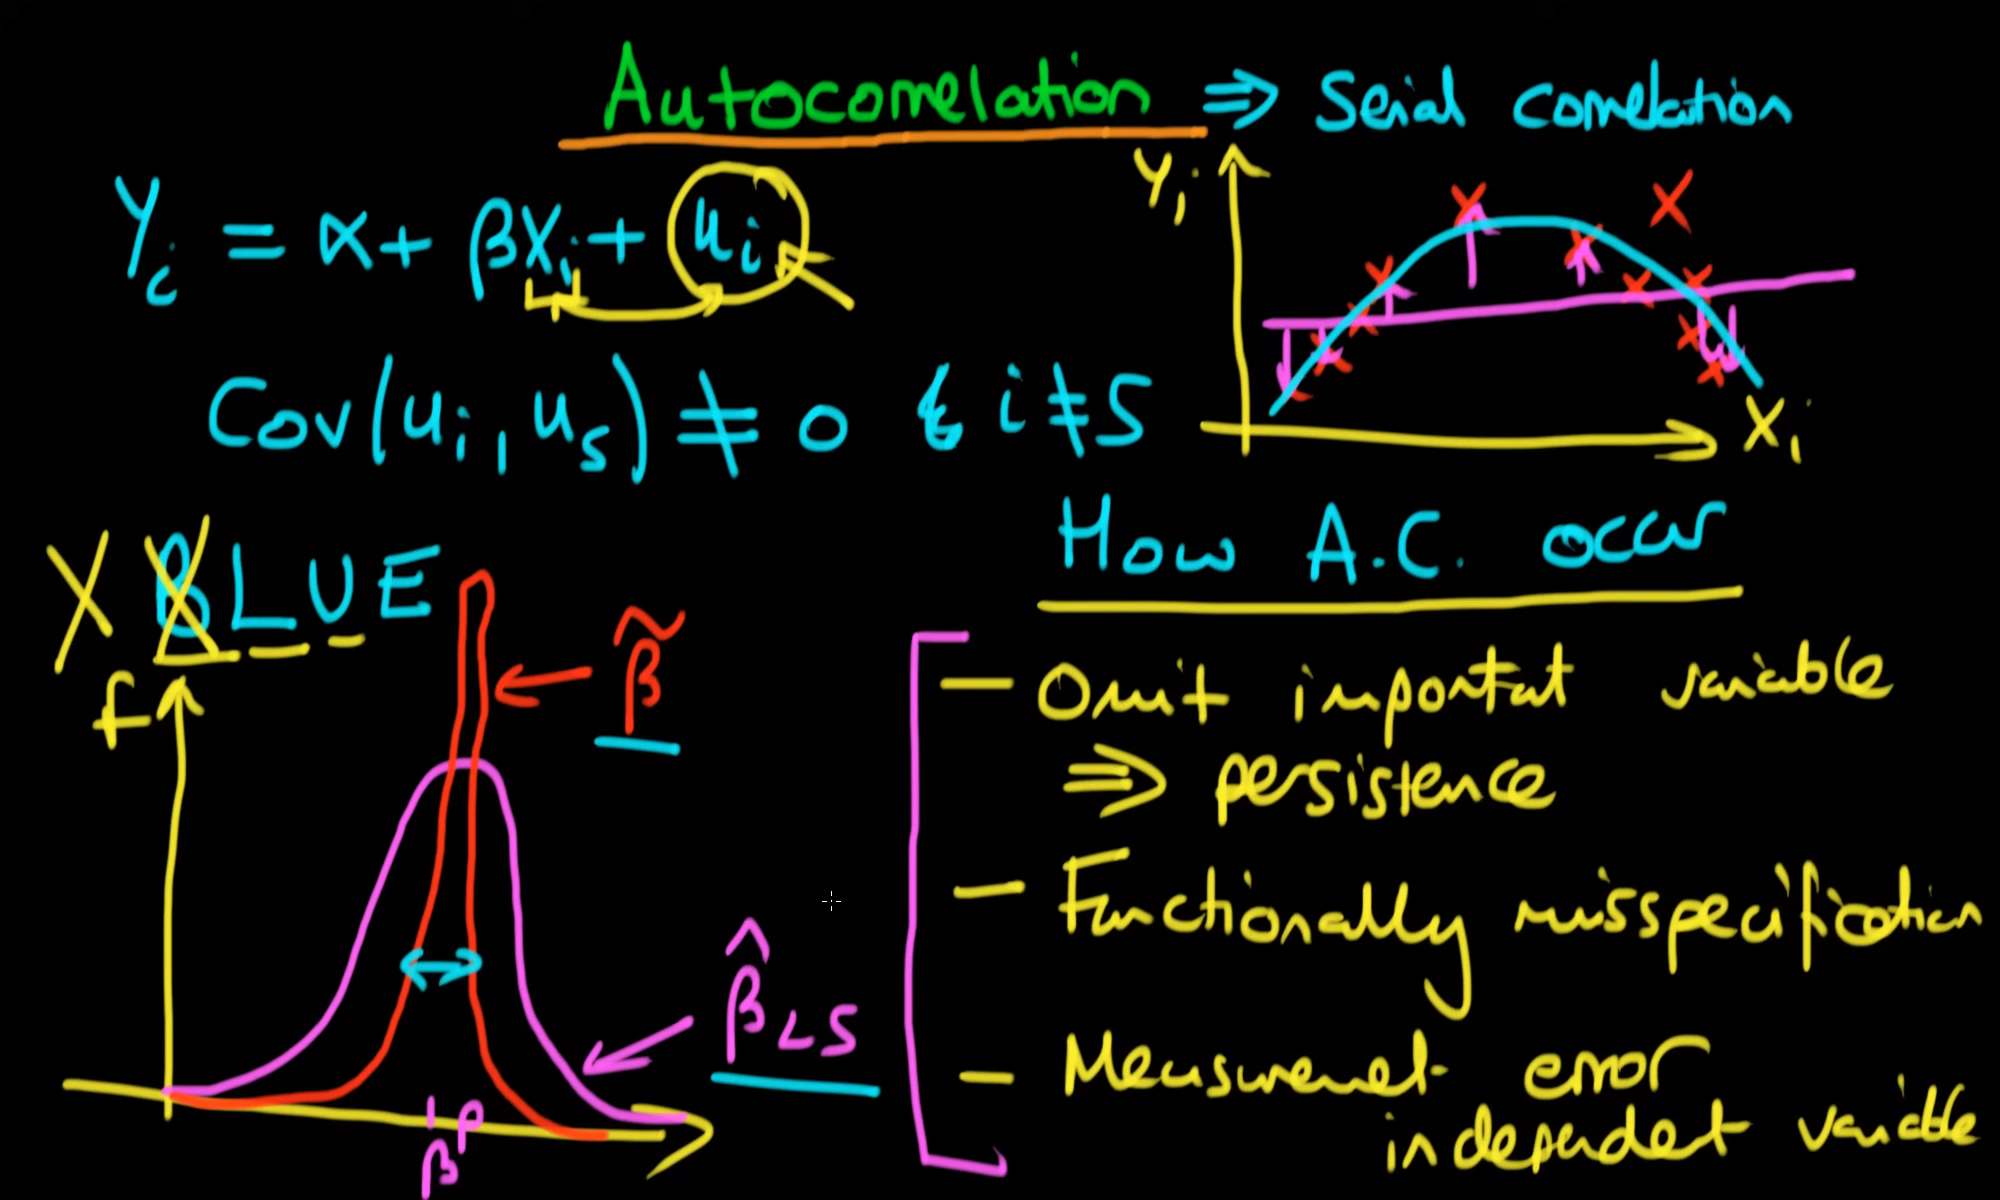 Autocorrelation ⇒ Serial correlation
Yi = α + βXi + ui
Yi
Xi
Cov(ui, us) ≠ 0 & i ≠ s
X BLUE
f
β̃
β̂LS
β
How A.C. occur
– Omit importat variable
⇒ persistence
– Functionally misspecification
– Measurement error
independent variable